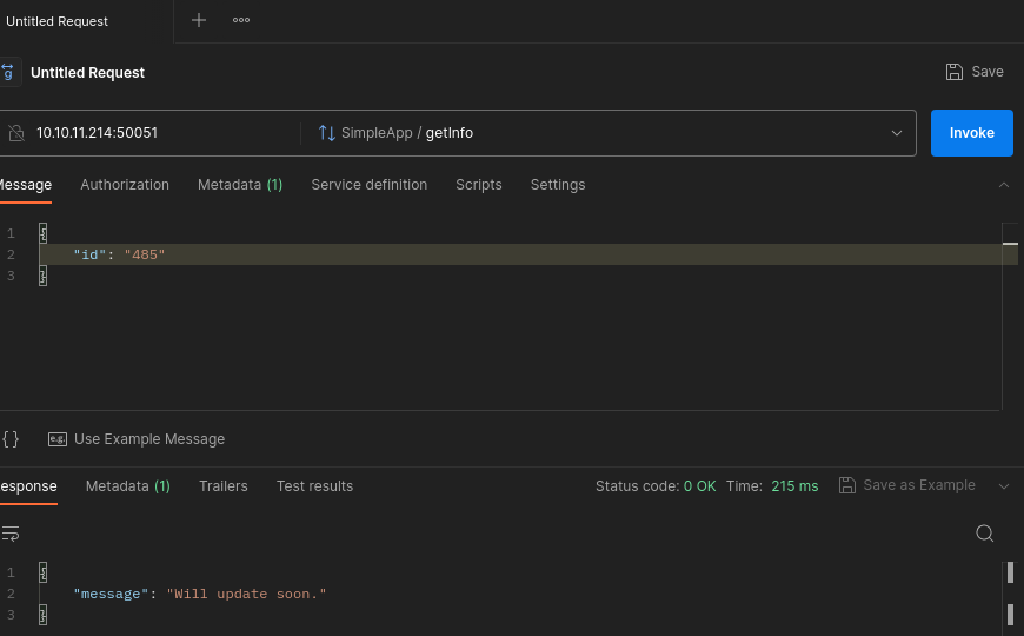 Untitled Request
Untitled Request
Save
10.10.11.214:50051
SimpleApp / getInfo
Invoke
Message Authorization Metadata (1) Service definition Scripts Settings
1 {
2 "id": "485"
3 }
{} e.g. Use Example Message
esponse Metadata (1) Trailers Test results Status code: 0 OK Time: 215 ms Save as Example
1 {
2 "message": "Will update soon."
3 }